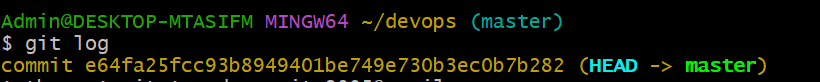 Admin@DESKTOP-MTASIFM MINGW64 ~/devops (master)
$ git log
commit e64fa25fcc93b8949401be749e730b3ec0b7b282 (HEAD -> master)